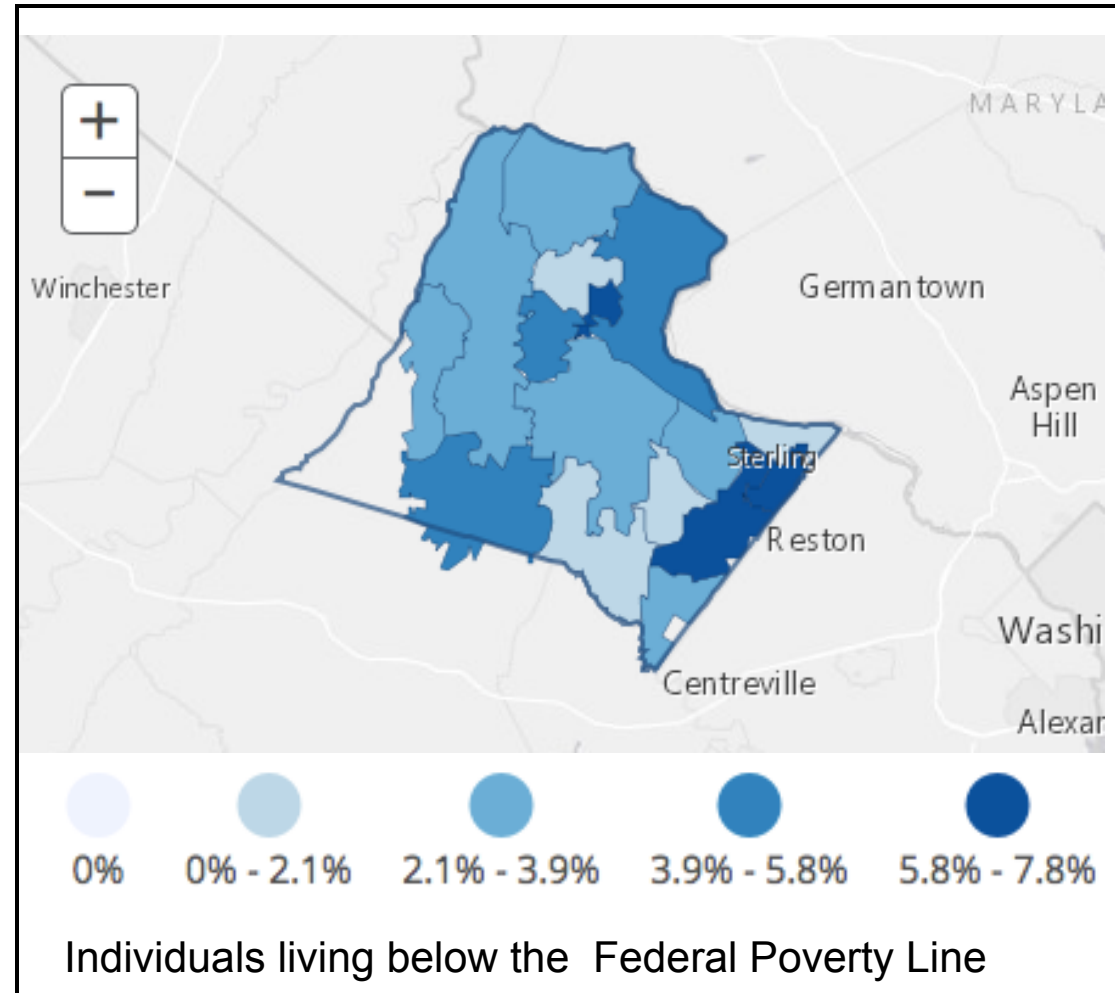 +
−
MARYLA
Winchester
Germantown
Aspen
Hill
Sterling
Reston
Washi
Centreville
Alexar
0%
0% - 2.1%
2.1% - 3.9%
3.9% - 5.8%
5.8% - 7.8%
Individuals living below the  Federal Poverty Line